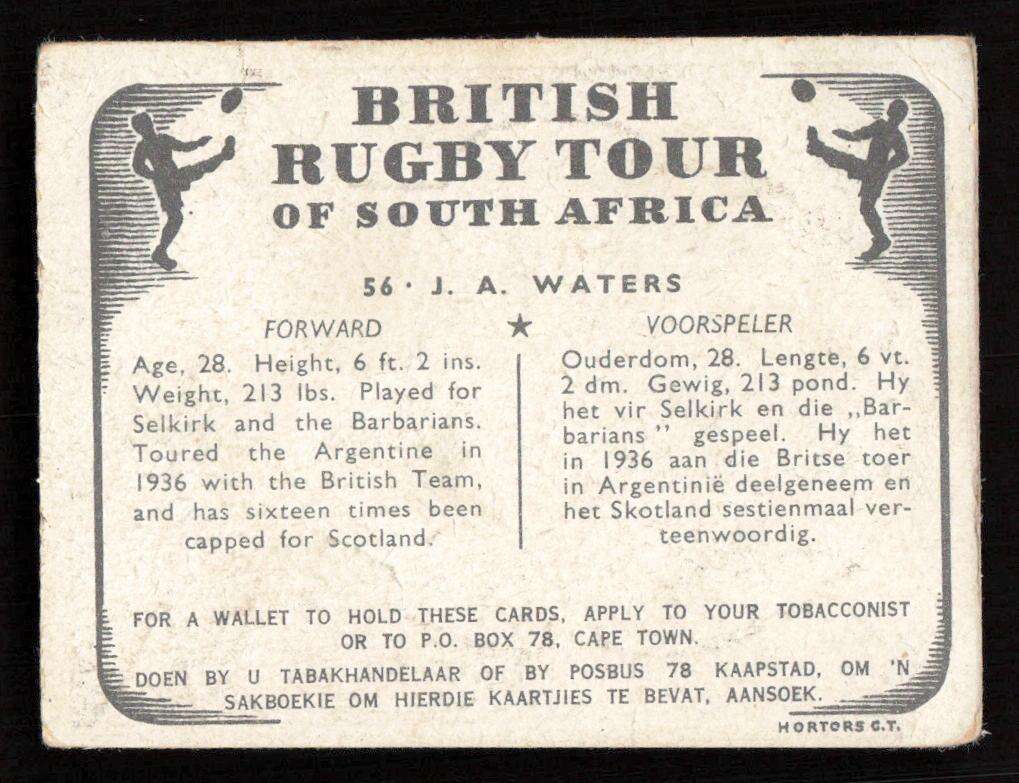 BRITISH
RUGBY TOUR
OF SOUTH AFRICA
56 · J. A. WATERS
FORWARD
Age, 28. Height, 6 ft. 2 ins.
Weight, 213 lbs. Played for
Selkirk and the Barbarians.
Toured the Argentine in
1936 with the British Team,
and has sixteen times been
capped for Scotland.
VOORSPELER
Ouderdom, 28. Lengte, 6 vt.
2 dm. Gewig, 213 pond. Hy
het vir Selkirk en die ,,Bar-
barians ’’ gespeel. Hy het
in 1936 aan die Britse toer
in Argentinië deelgeneem en
het Skotland sestienmaal ver-
teenwoordig.
FOR A WALLET TO HOLD THESE CARDS, APPLY TO YOUR TOBACCONIST
OR TO P.O. BOX 78, CAPE TOWN.
DOEN BY U TABAKHANDELAAR OF BY POSBUS 78 KAAPSTAD, OM 'N
SAKBOEKIE OM HIERDIE KAARTJIES TE BEVAT, AANSOEK.
HORTORS C.T.